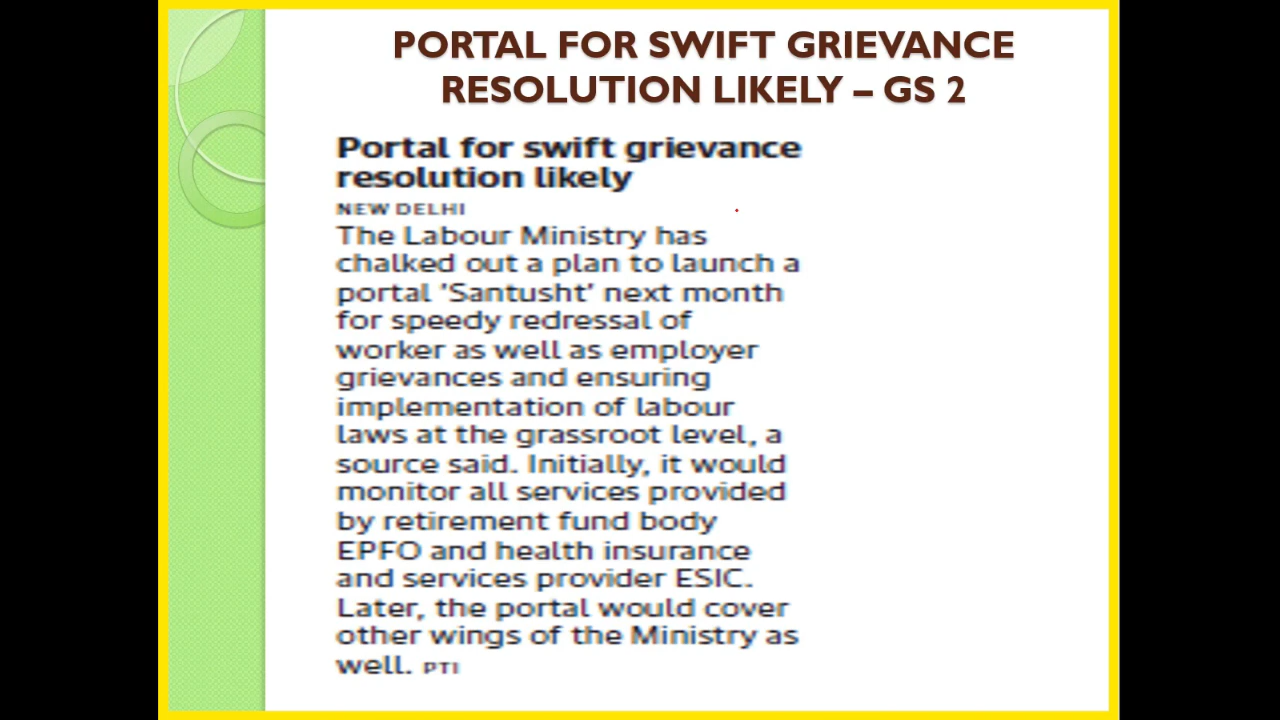 PORTAL FOR SWIFT GRIEVANCE
RESOLUTION LIKELY – GS 2
Portal for swift grievance
resolution likely
NEW DELHI
The Labour Ministry has
chalked out a plan to launch a
portal ‘Santusht’ next month
for speedy redressal of
worker as well as employer
grievances and ensuring
implementation of labour
laws at the grassroot level, a
source said. Initially, it would
monitor all services provided
by retirement fund body
EPFO and health insurance
and services provider ESIC.
Later, the portal would cover
other wings of the Ministry as
well. PTI